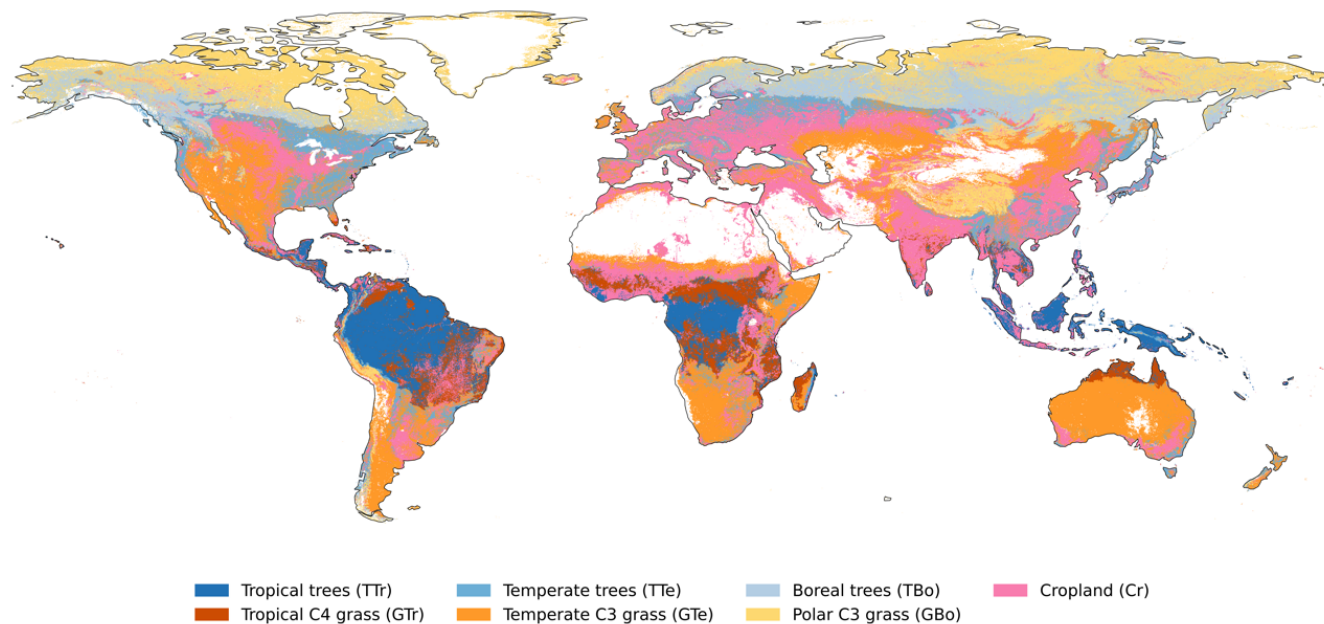 Tropical trees (TTr) Temperate trees (TTe) Boreal trees (TBo) Cropland (Cr)
Tropical C4 grass (GTr) Temperate C3 grass (GTe) Polar C3 grass (GBo)